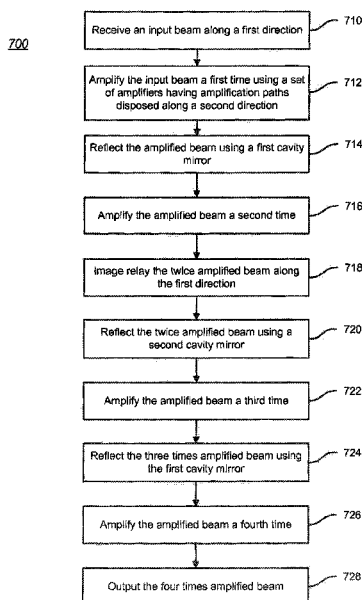 700
Receive an input beam along a first direction
710
Amplify the input beam a first time using a set
of amplifiers having amplification paths
disposed along a second direction
712
Reflect the amplified beam using a first cavity
mirror
714
Amplify the amplified beam a second time
716
Image relay the twice amplified beam along
the first direction
718
Reflect the twice amplified beam using a
second cavity mirror
720
Amplify the amplified beam a third time
722
Reflect the three times amplified beam using
the first cavity mirror
724
Amplify the amplified beam a fourth time
726
Output the four times amplified beam
728